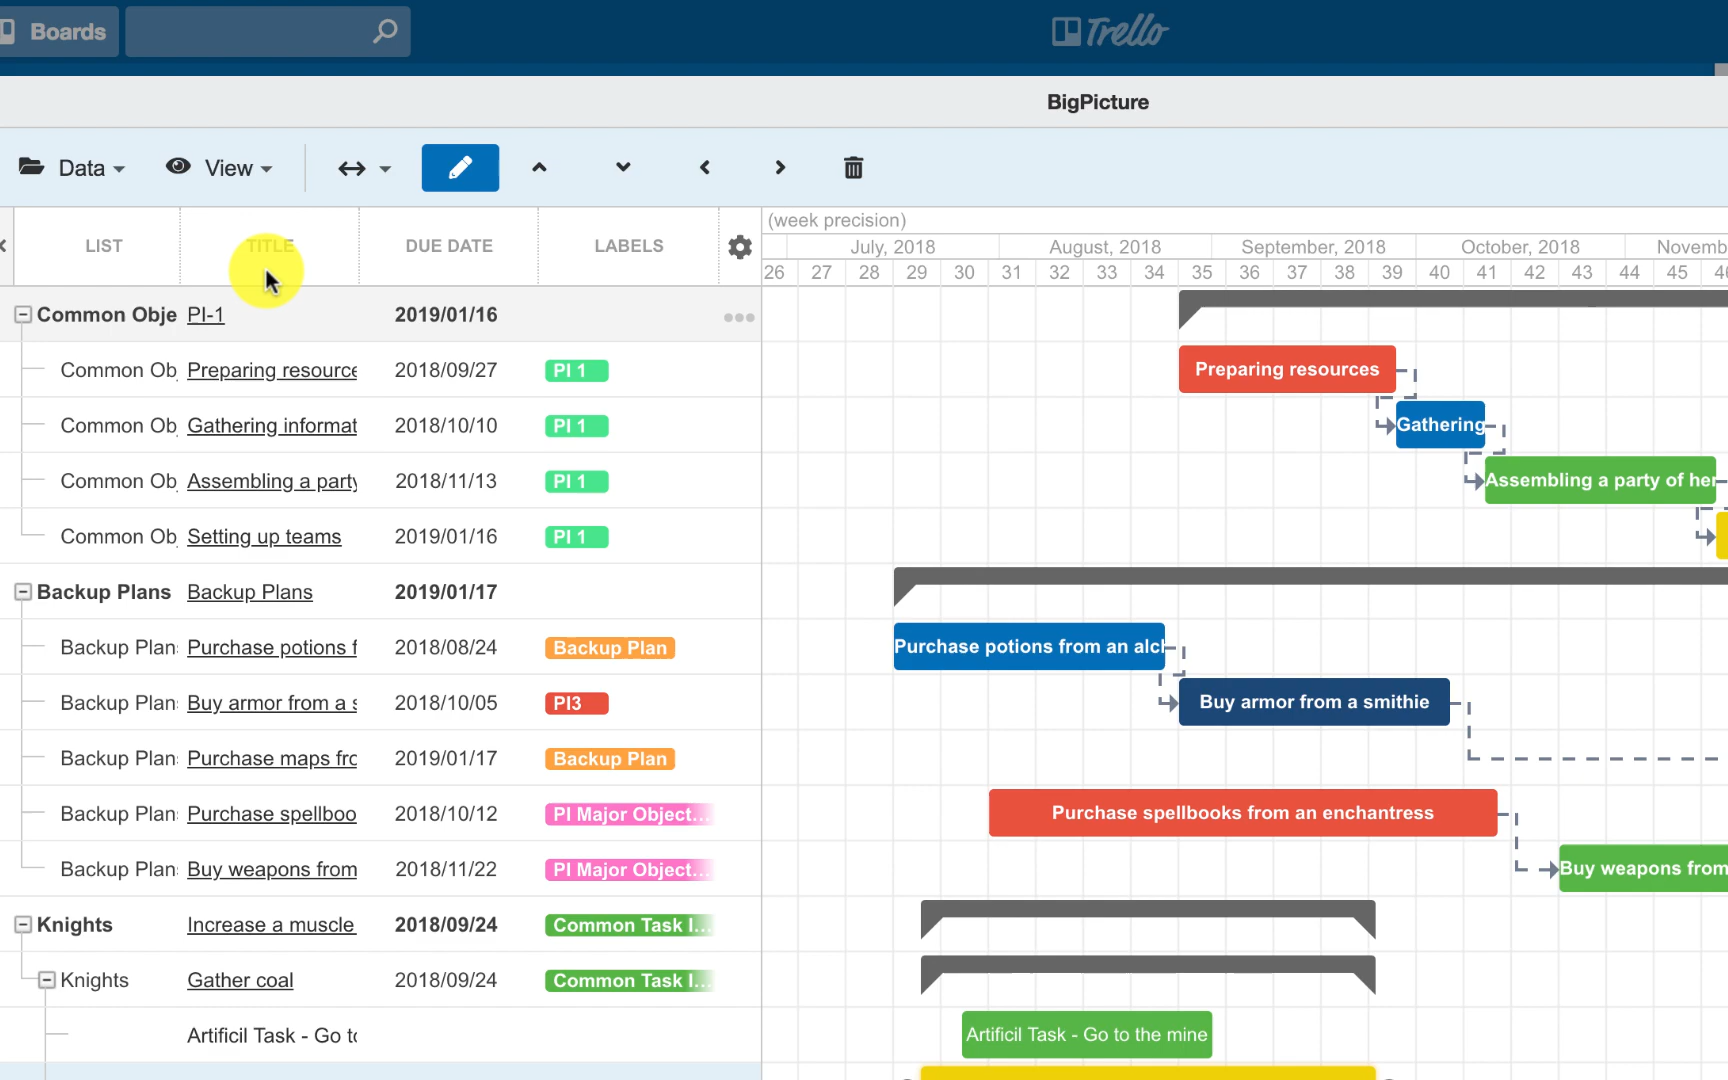 Boards
Trello
BigPicture
Data
View
LIST TITLE DUE DATE LABELS
(week precision)
July, 2018 August, 2018 September, 2018 October, 2018 Novemb
26 27 28 29 30 31 32 33 34 35 36 37 38 39 40 41 42 43 44 45 46
Common Obje PI-1 2019/01/16
Common Ob Preparing resource 2018/09/27 PI 1 Preparing resources
Common Ob Gathering informat 2018/10/10 PI 1 Gathering
Common Ob Assembling a party 2018/11/13 PI 1 Assembling a party of her
Common Ob Setting up teams 2019/01/16 PI 1
Backup Plans Backup Plans 2019/01/17
Backup Plan Purchase potions f 2018/08/24 Backup Plan Purchase potions from an alch
Backup Plan Buy armor from a s 2018/10/05 PI3 Buy armor from a smithie
Backup Plan Purchase maps fro 2019/01/17 Backup Plan
Backup Plan Purchase spellboo 2018/10/12 PI Major Object... Purchase spellbooks from an enchantress
Backup Plan Buy weapons from 2018/11/22 PI Major Object... Buy weapons from
Knights Increase a muscle 2018/09/24 Common Task I...
Knights Gather coal 2018/09/24 Common Task I...
Artificil Task - Go to Artificil Task - Go to the mine